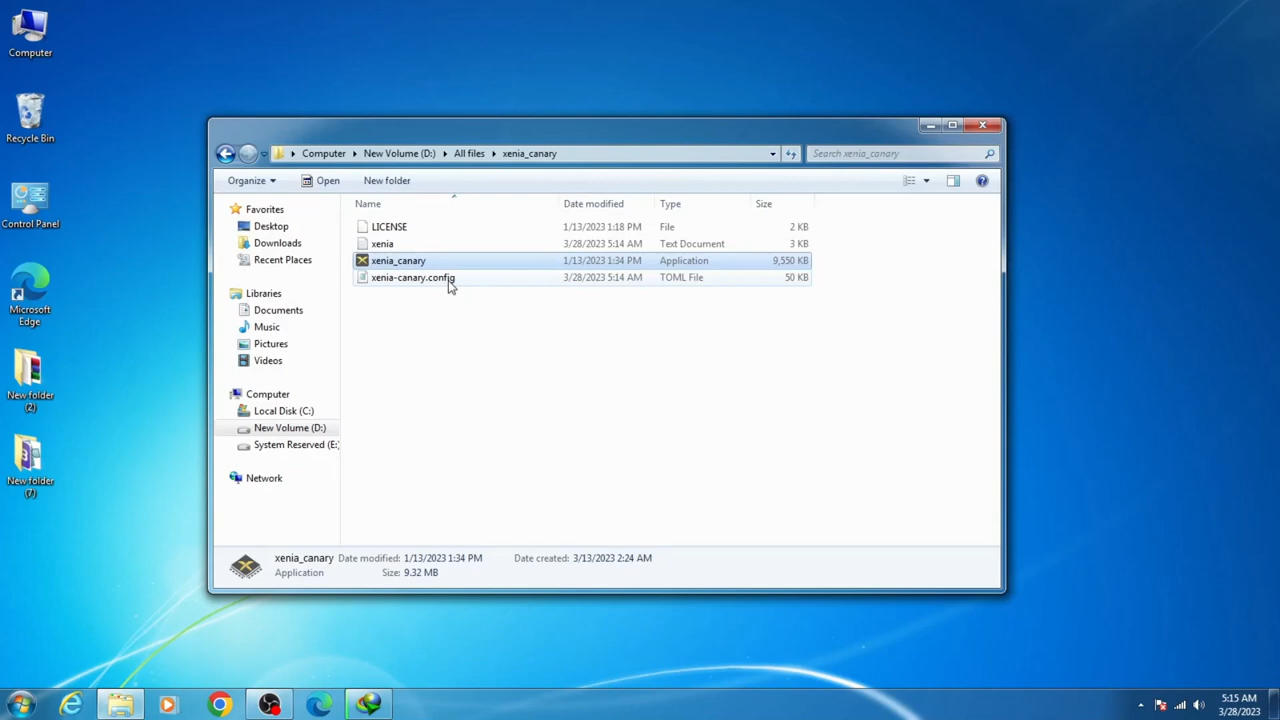 Computer
Recycle Bin
Control Panel
Microsoft
Edge
New folder
(2)
New folder
(7)
Computer New Volume (D:) All files xenia_canary
Search xenia_canary
Organize Open New folder
Favorites
Desktop
Downloads
Recent Places
Libraries
Documents
Music
Pictures
Videos
Computer
Local Disk (C:)
New Volume (D:)
System Reserved (E:)
Network
Name Date modified Type Size
LICENSE 1/13/2023 1:18 PM File 2 KB
xenia 3/28/2023 5:14 AM Text Document 3 KB
xenia_canary 1/13/2023 1:34 PM Application 9,550 KB
xenia-canary.config 3/28/2023 5:14 AM TOML File 50 KB
xenia_canary Date modified: 1/13/2023 1:34 PM Date created: 3/13/2023 2:24 AM
Application Size: 9.32 MB
5:15 AM
3/28/2023